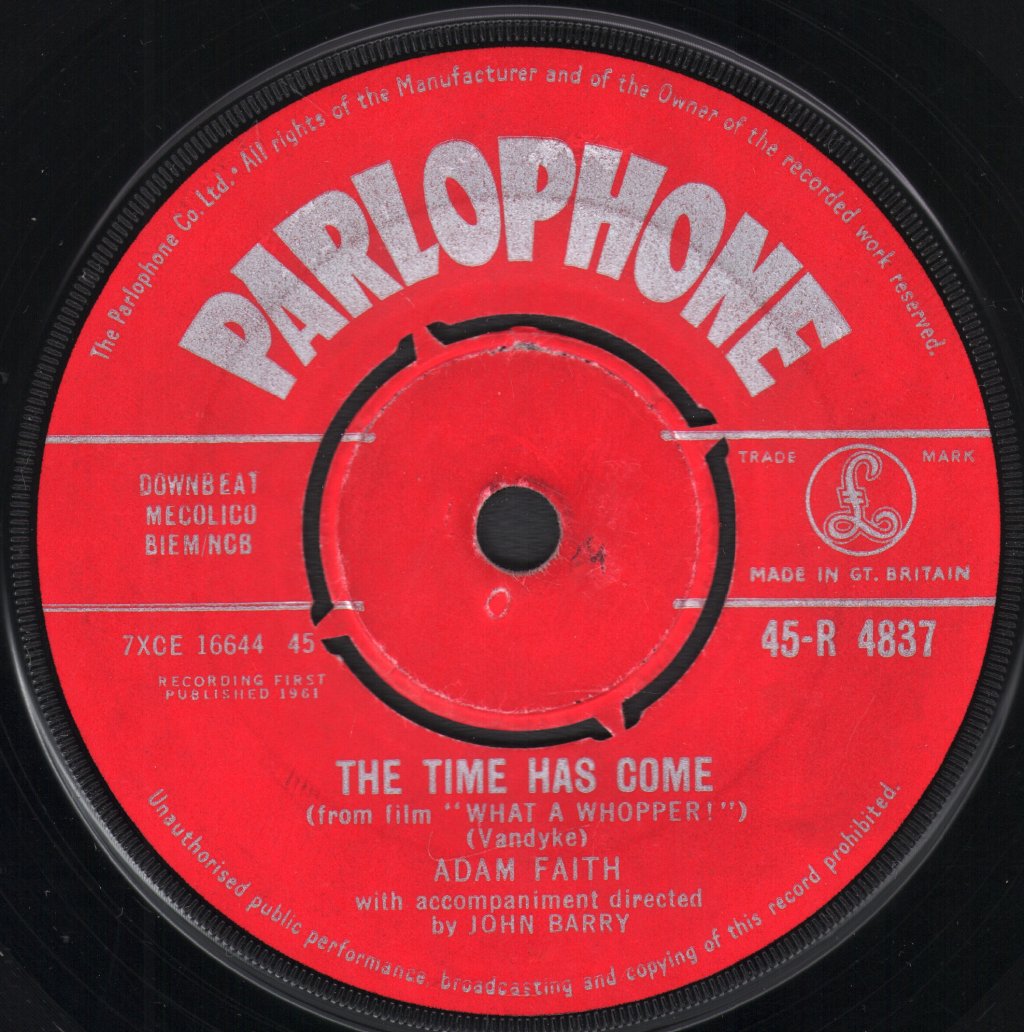 The Parlophone Co. Ltd. • All rights of the Manufacturer and of the Owner of the recorded work reserved.
PARLOPHONE
DOWNBEAT
MECOLICO
BIEM/NCB
TRADE MARK
£
MADE IN GT. BRITAIN
7XCE 16644 45
45-R 4837
RECORDING FIRST
PUBLISHED 1961
THE TIME HAS COME
(from film "WHAT A WHOPPER!")
(Vandyke)
ADAM FAITH
with accompaniment directed
by JOHN BARRY
Unauthorised public performance, broadcasting and copying of this record prohibited.